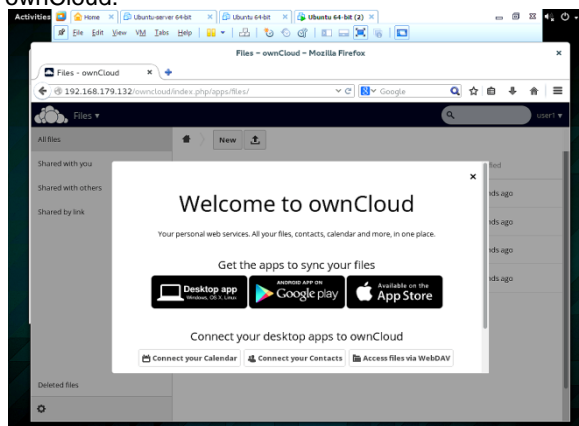 ownCloud.
Activities Home Ubuntu-server 64-bit Ubuntu 64-bit Ubuntu 64-bit (2)
File Edit View VM Tabs Help
Files - ownCloud - Mozilla Firefox
Files - ownCloud
192.168.179.132/owncloud/index.php/apps/files/ Google
Files user1
All files New
Shared with you
Shared with others
Shared by link
ago
ago
ago
ago
Welcome to ownCloud
Your personal web services. All your files, contacts, calendar and more, in one place.
Get the apps to sync your files
Desktop app
Windows, OS X, Linux
ANDROID APP ON
Google play
Available on the
App Store
Connect your desktop apps to ownCloud
Connect your Calendar Connect your Contacts Access files via WebDAV
Deleted files